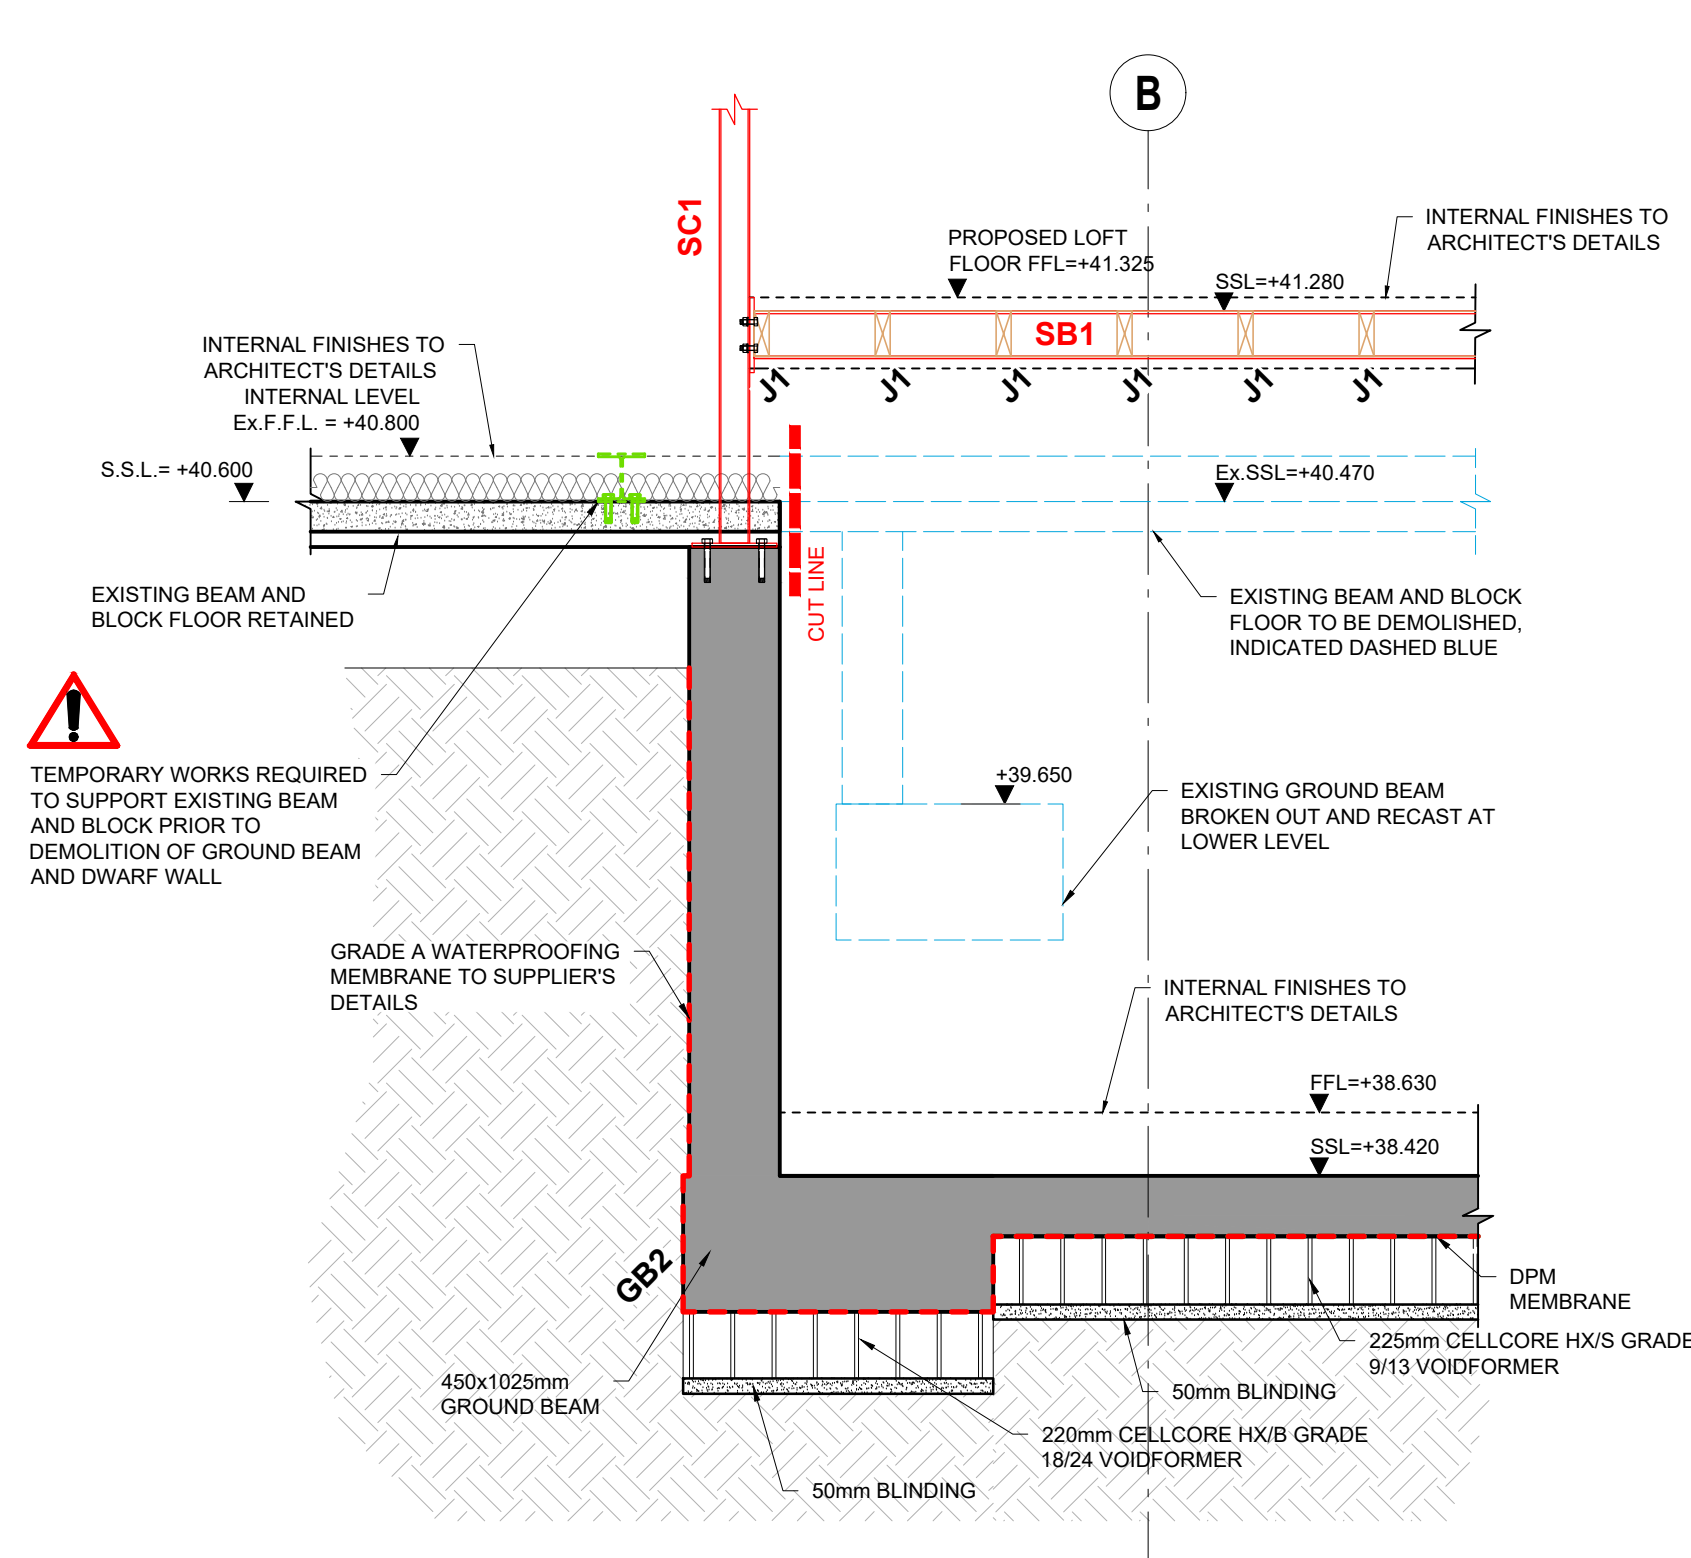 B
SC1
PROPOSED LOFT
FLOOR FFL=+41.325
SSL=+41.280
INTERNAL FINISHES TO
ARCHITECT'S DETAILS
SB1
J1
J1
J1
J1
J1
J1
INTERNAL FINISHES TO
ARCHITECT'S DETAILS
INTERNAL LEVEL
Ex.F.F.L. = +40.800
S.S.L.= +40.600
Ex.SSL=+40.470
CUT LINE
EXISTING BEAM AND
BLOCK FLOOR RETAINED
EXISTING BEAM AND BLOCK
FLOOR TO BE DEMOLISHED,
INDICATED DASHED BLUE
!
TEMPORARY WORKS REQUIRED
TO SUPPORT EXISTING BEAM
AND BLOCK PRIOR TO
DEMOLITION OF GROUND BEAM
AND DWARF WALL
+39.650
EXISTING GROUND BEAM
BROKEN OUT AND RECAST AT
LOWER LEVEL
GRADE A WATERPROOFING
MEMBRANE TO SUPPLIER'S
DETAILS
INTERNAL FINISHES TO
ARCHITECT'S DETAILS
FFL=+38.630
SSL=+38.420
GB2
DPM
MEMBRANE
225mm CELLCORE HX/S GRADE
9/13 VOIDFORMER
450x1025mm
GROUND BEAM
50mm BLINDING
220mm CELLCORE HX/B GRADE
18/24 VOIDFORMER
50mm BLINDING